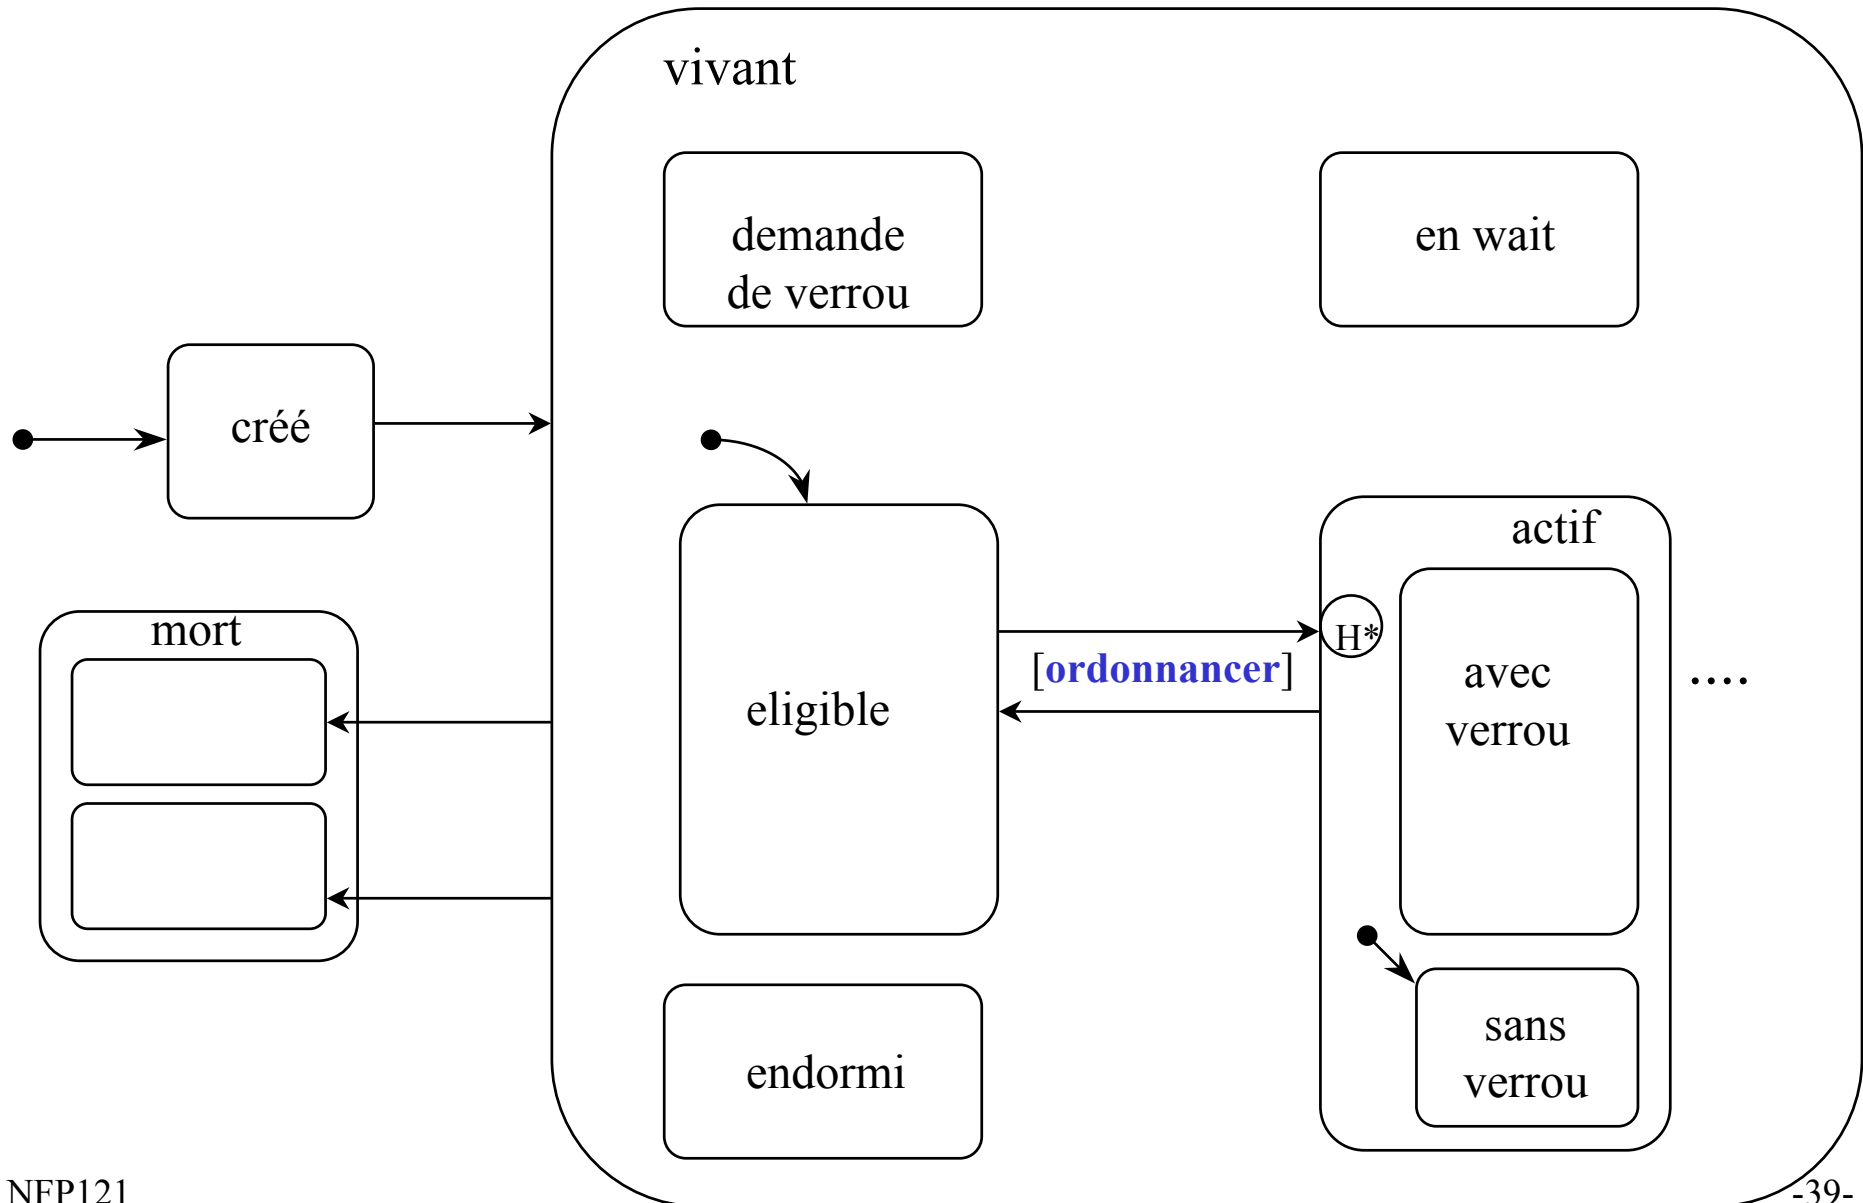 vivant
demande
de verrou
en wait
créé
actif
mort
H*
[ordonnancer]
avec
verrou
....
eligible
sans
verrou
endormi
NFP121
-39-